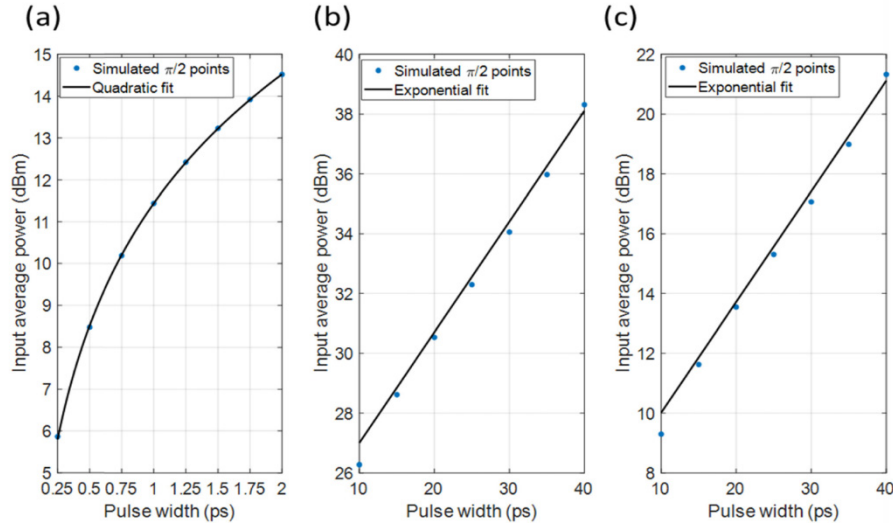 (a)
15
14
13
12
11
10
9
8
7
6
5
Input average power (dBm)
Simulated π/2 points
Quadratic fit
0.25 0.5 0.75 1 1.25 1.5 1.75 2
Pulse width (ps)
(b)
40
38
36
34
32
30
28
26
Input average power (dBm)
Simulated π/2 points
Exponential fit
10 20 30 40
Pulse width (ps)
(c)
22
20
18
16
14
12
10
8
Input average power (dBm)
Simulated π/2 points
Exponential fit
10 20 30 40
Pulse width (ps)